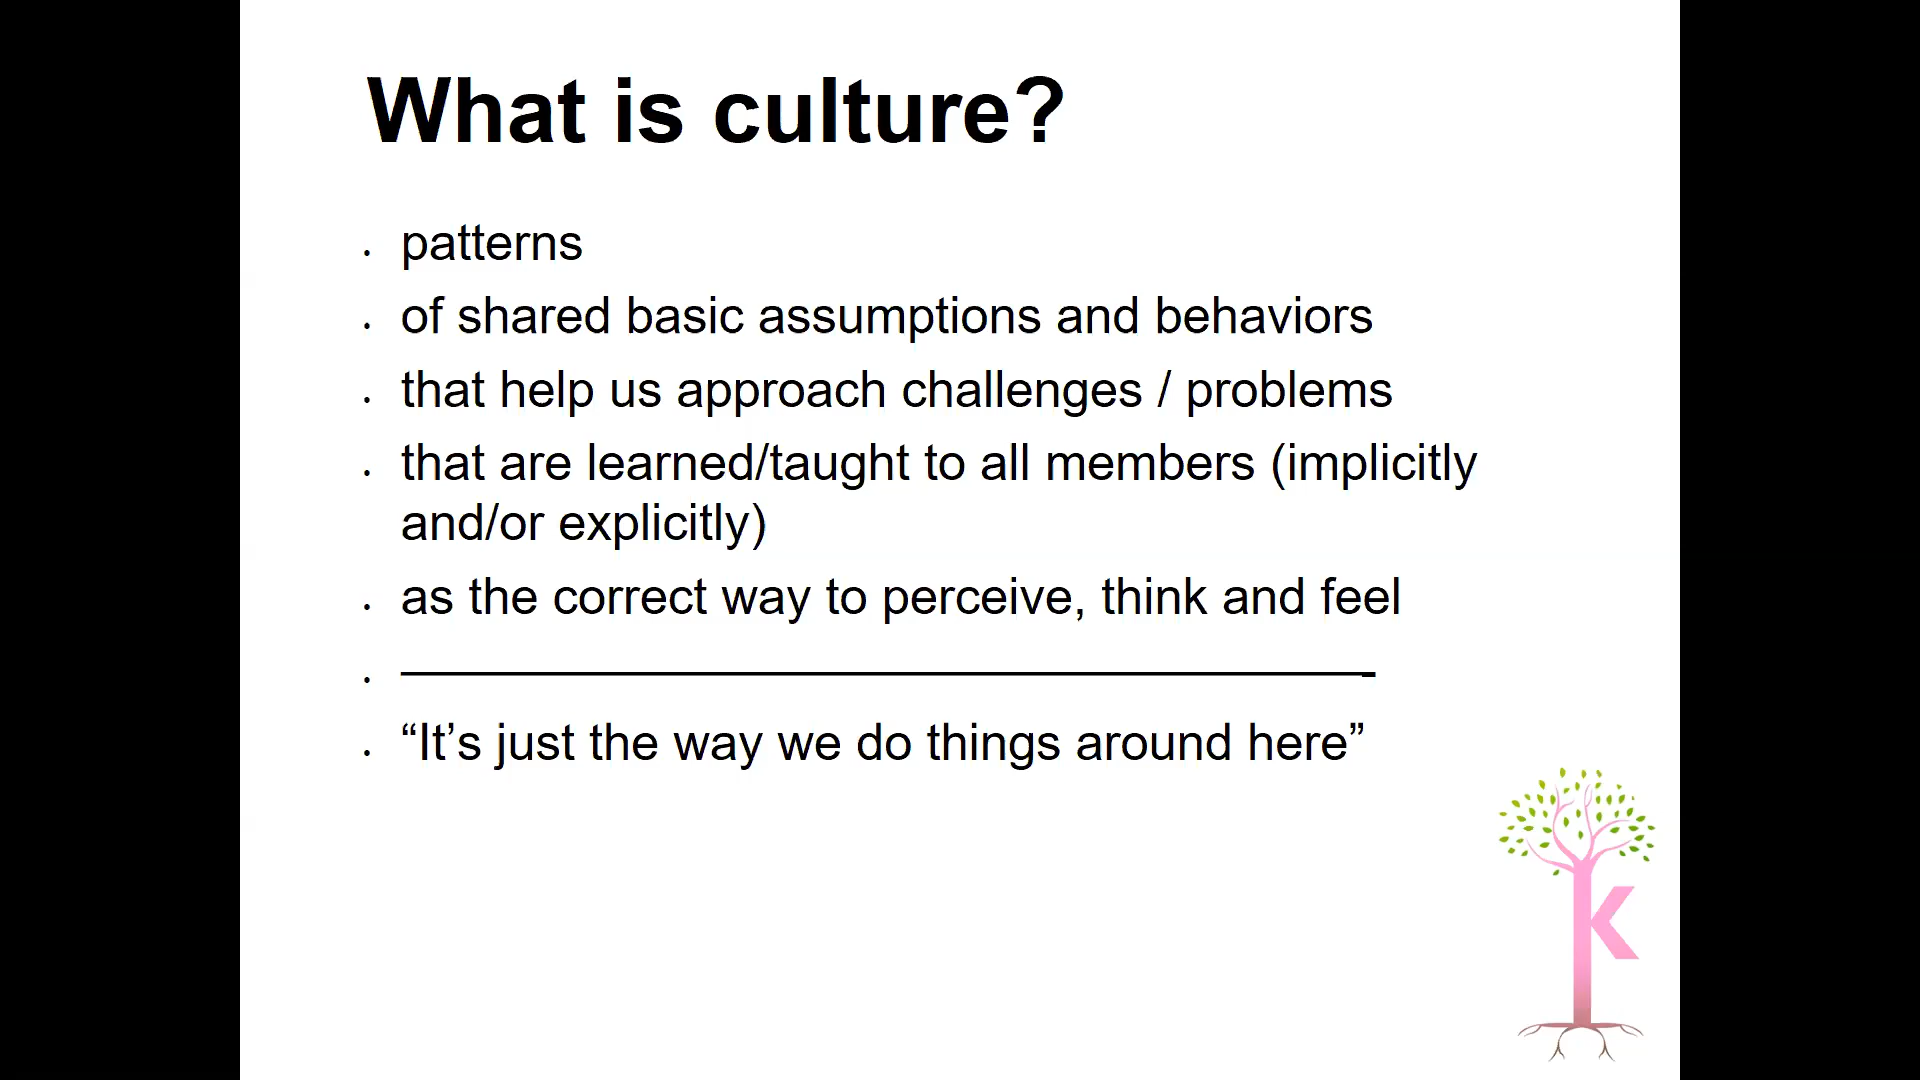 What is culture?
• patterns
• of shared basic assumptions and behaviors
• that help us approach challenges / problems
• that are learned/taught to all members (implicitly
and/or explicitly)
• as the correct way to perceive, think and feel
• ———————————————————-
• “It’s just the way we do things around here”
K